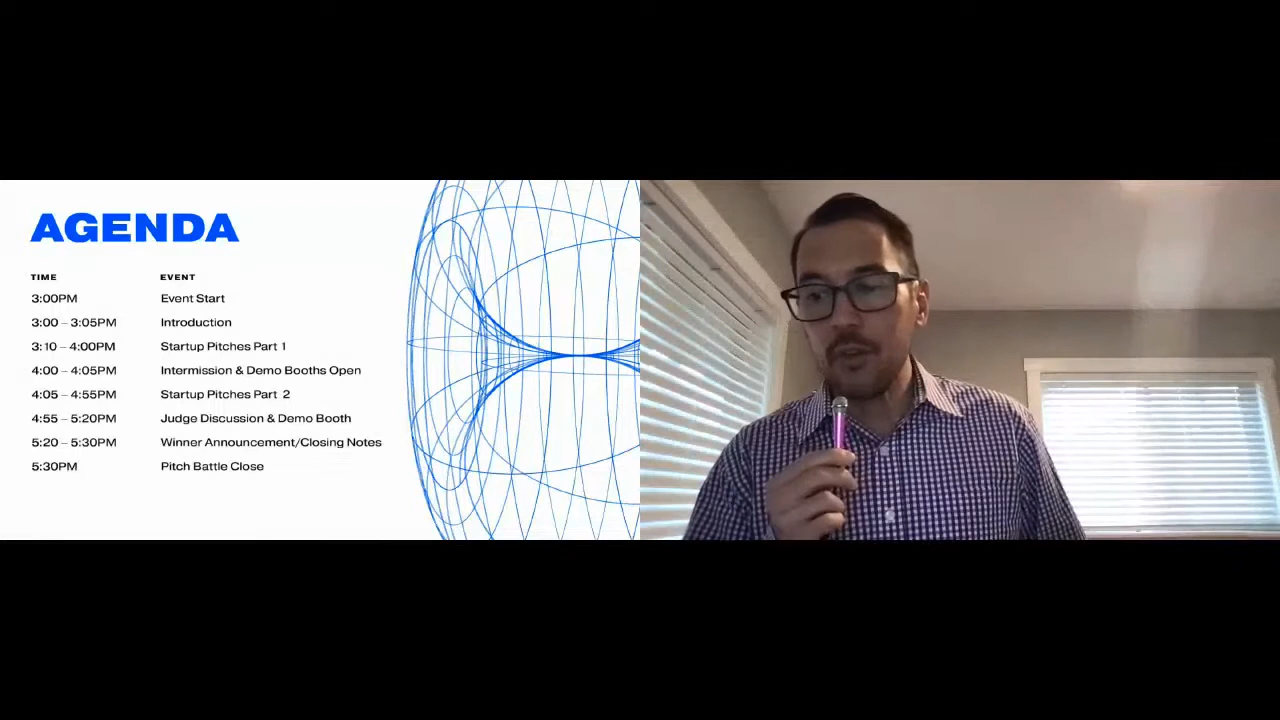 AGENDA
TIME EVENT
3:00PM Event Start
3:00 – 3:05PM Introduction
3:10 – 4:00PM Startup Pitches Part 1
4:00 – 4:05PM Intermission & Demo Booths Open
4:05 – 4:55PM Startup Pitches Part 2
4:55 – 5:20PM Judge Discussion & Demo Booth
5:20 – 5:30PM Winner Announcement/Closing Notes
5:30PM Pitch Battle Close